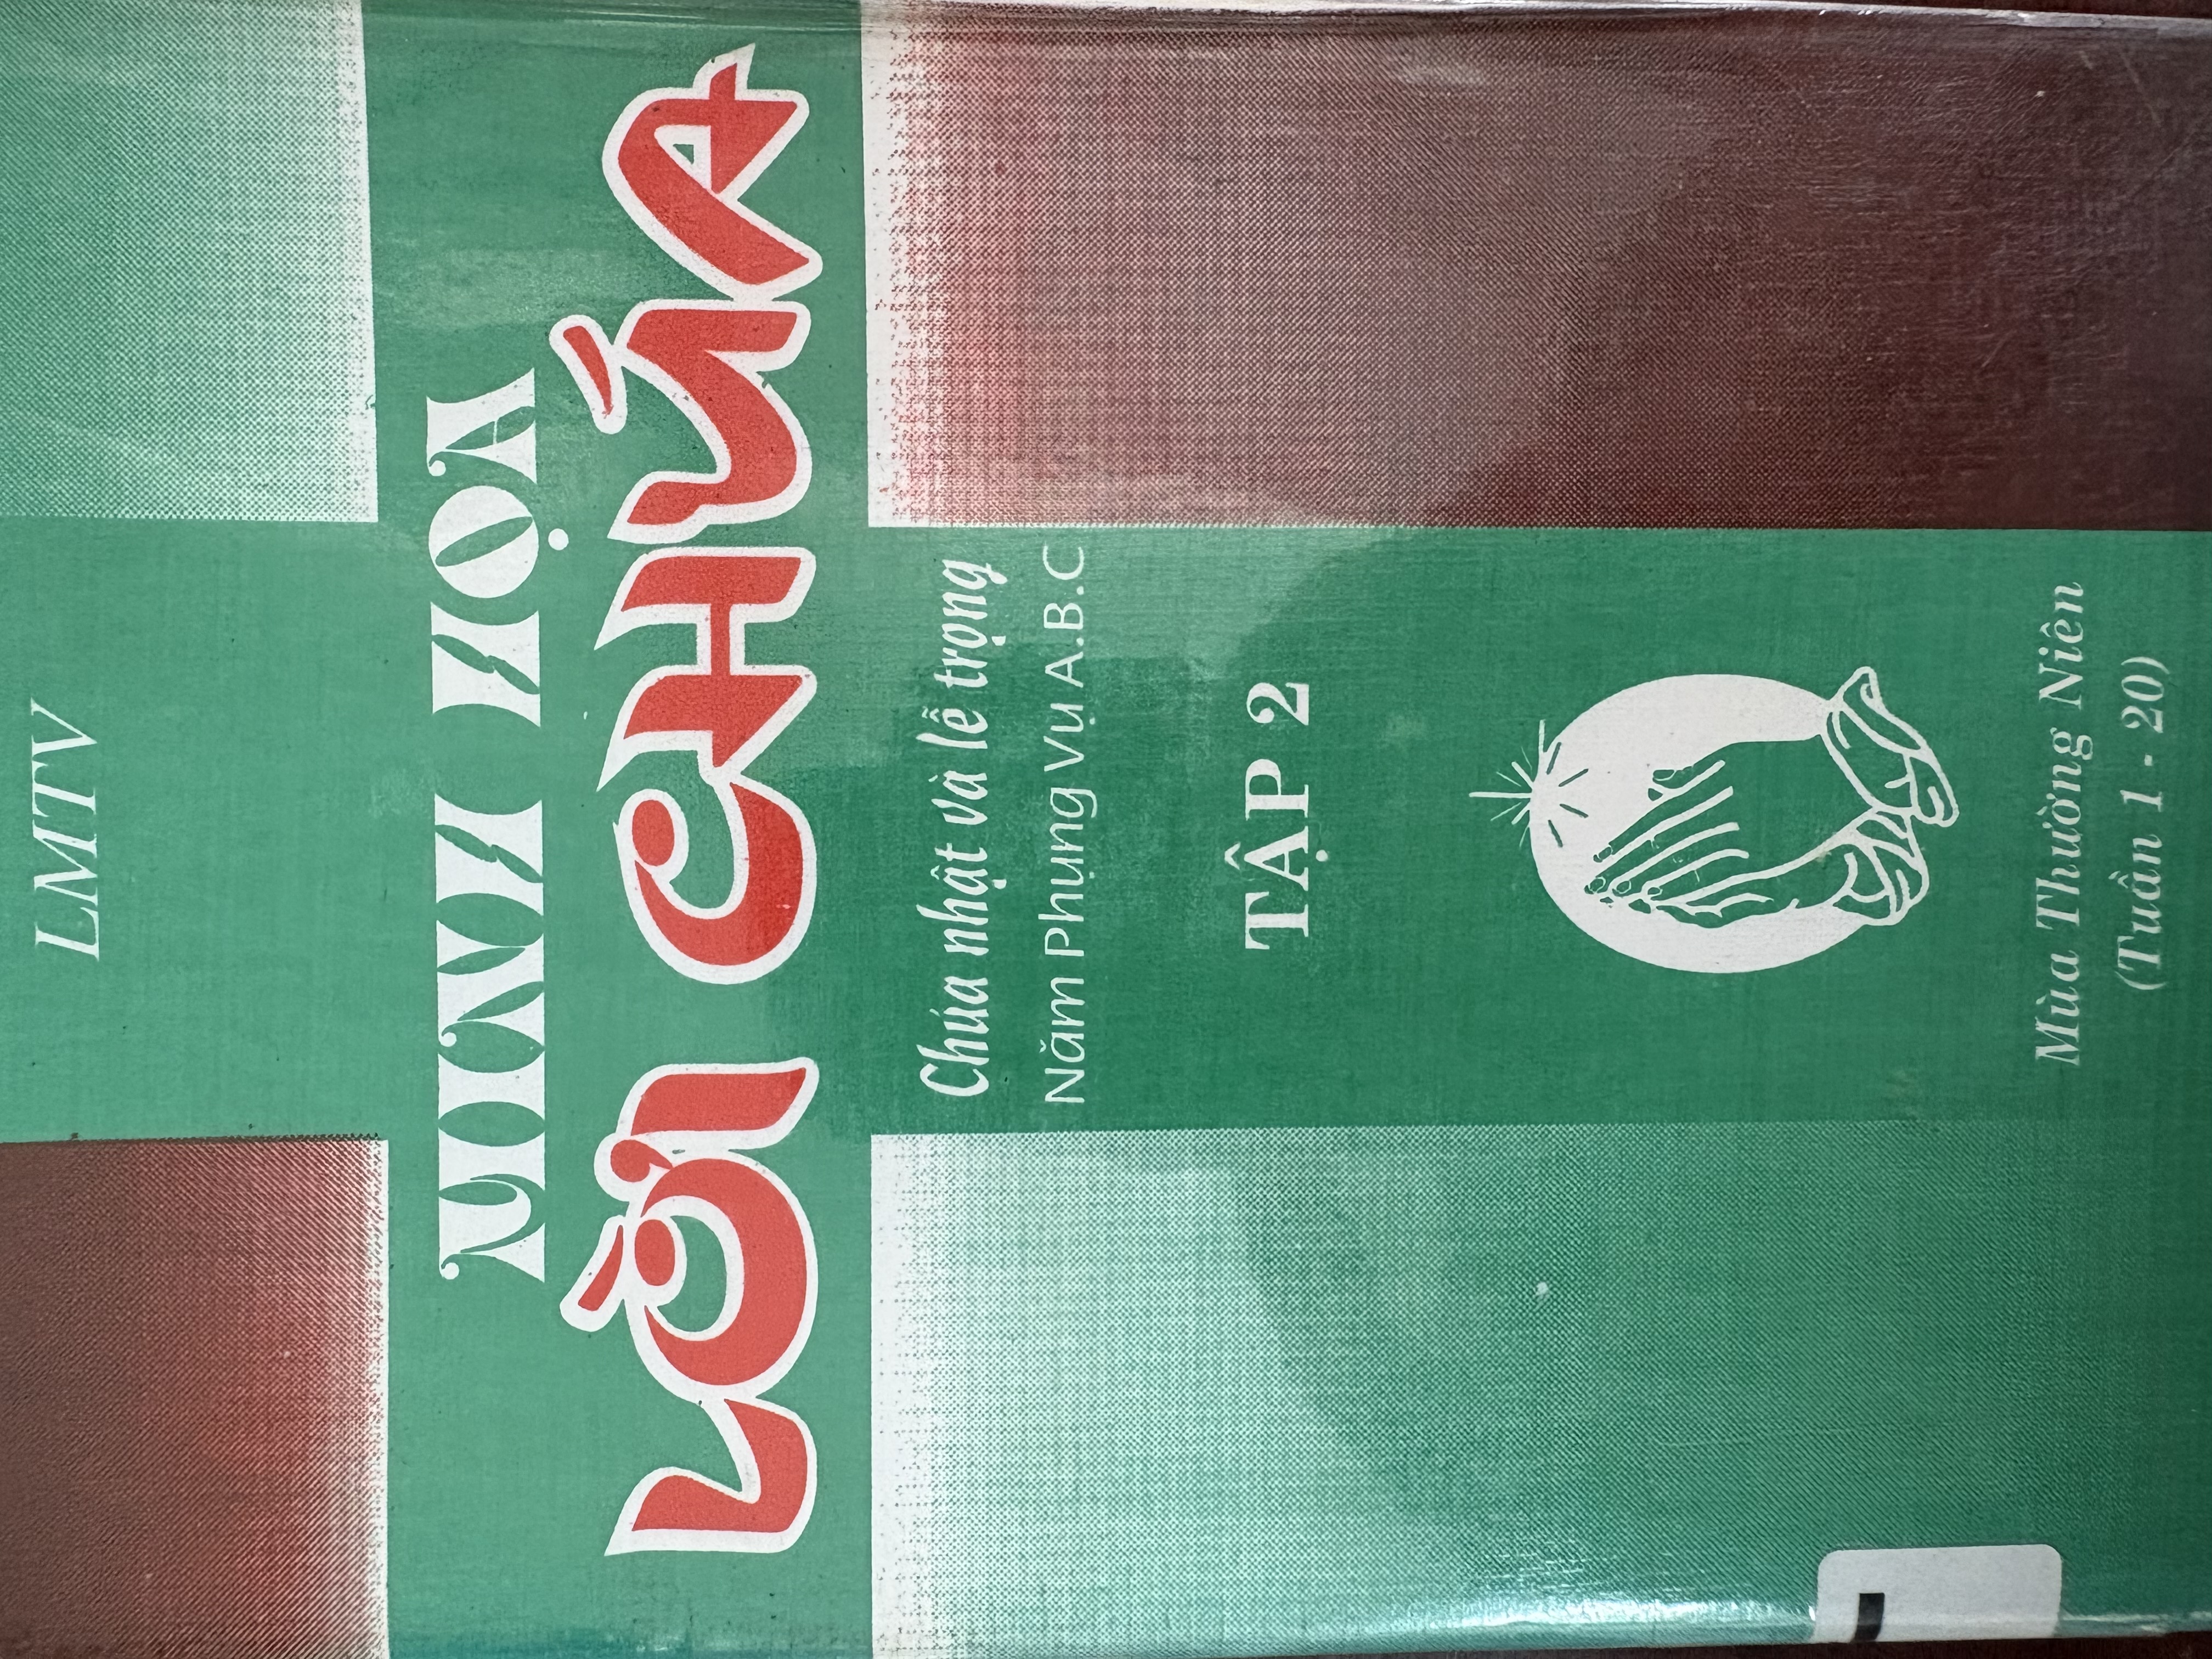 LMTV
MINH HỌA
LỜI CHÚA
Chúa nhật và lễ trọng
Năm Phụng Vụ A.B.C
TẬP 2
Mùa Thường Niên
(Tuần 1 - 20)